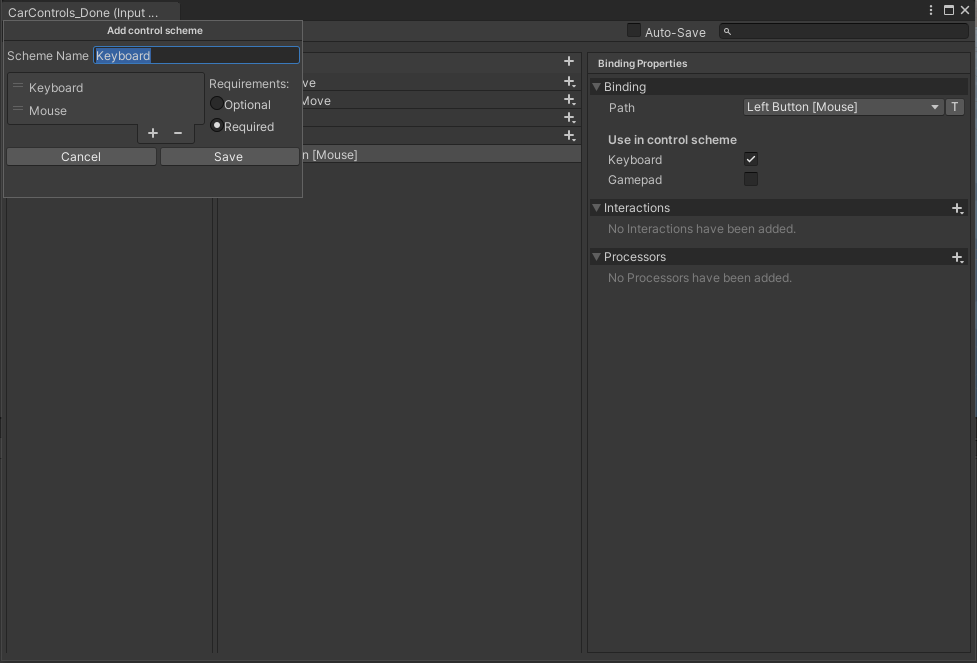 CarControls_Done (Input ...
Add control scheme
Scheme Name Keyboard
Keyboard
Mouse
Requirements:
Optional
Required
Cancel
Save
Auto-Save
ve
Move
n [Mouse]
Binding Properties
Binding
Path
Left Button [Mouse]
T
Use in control scheme
Keyboard
Gamepad
Interactions
No Interactions have been added.
Processors
No Processors have been added.